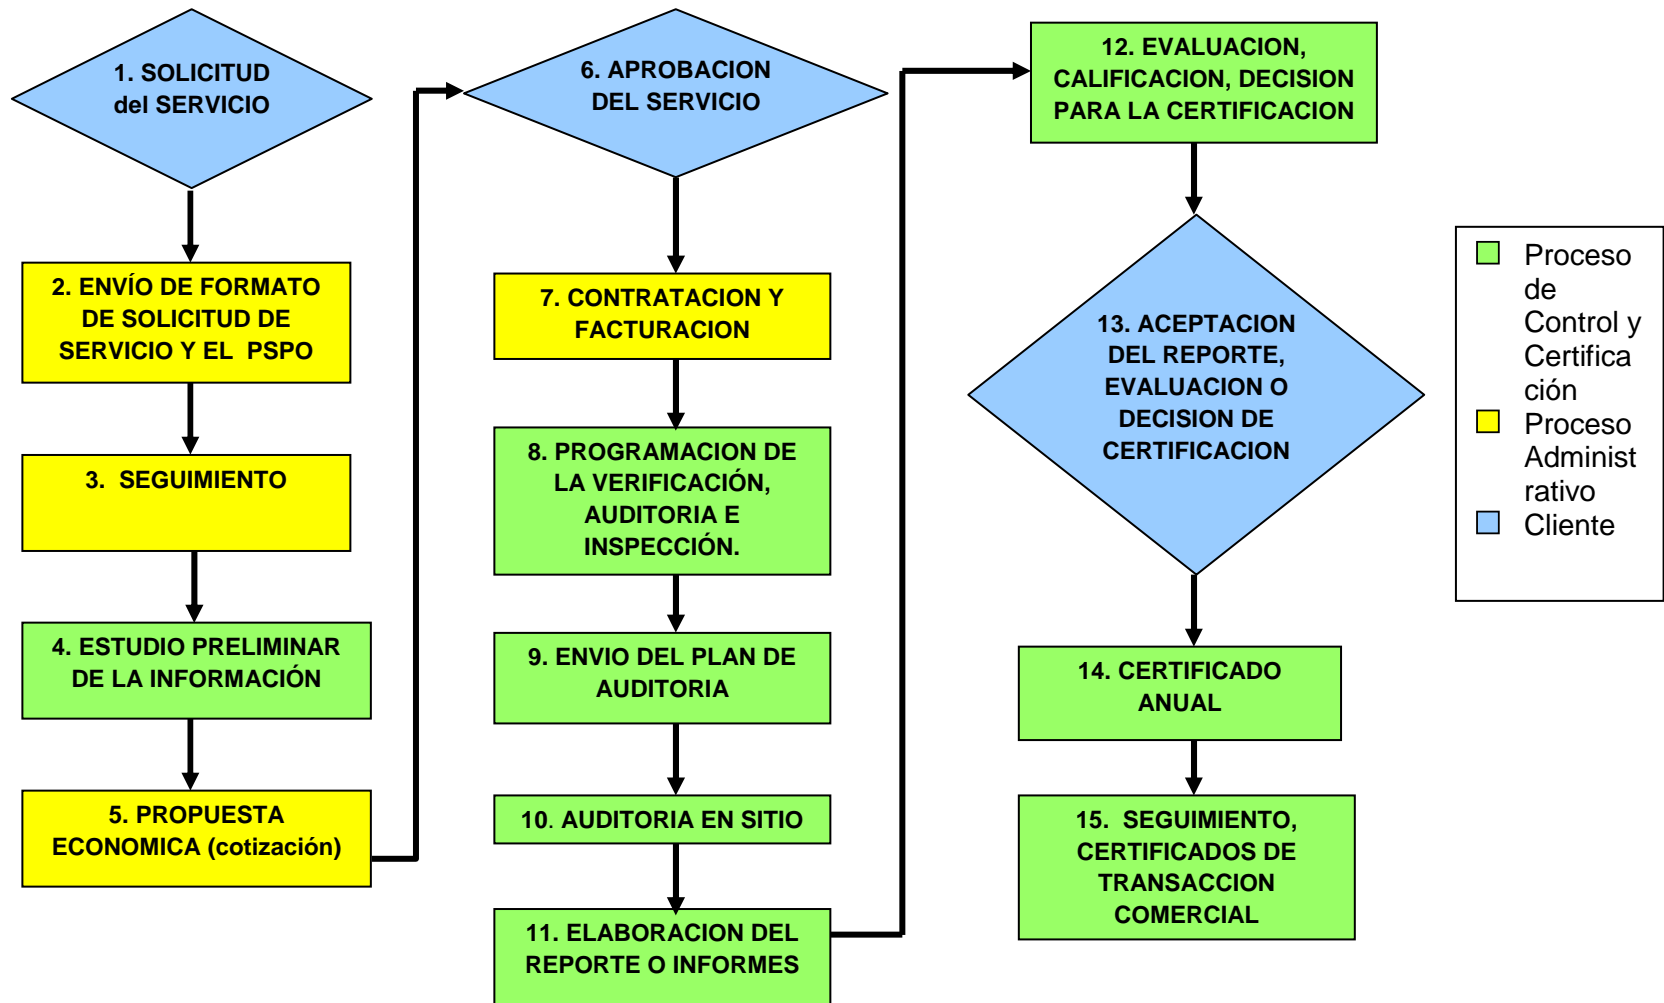 1. SOLICITUD
del SERVICIO
2. ENVÍO DE FORMATO
DE SOLICITUD DE
SERVICIO Y EL  PSPO
3.  SEGUIMIENTO
4. ESTUDIO PRELIMINAR
DE LA INFORMACIÓN
5. PROPUESTA
ECONOMICA (cotización)
6. APROBACION
DEL SERVICIO
7. CONTRATACION Y
FACTURACION
8. PROGRAMACION DE
LA VERIFICACIÓN,
AUDITORIA E
INSPECCIÓN.
9. ENVIO DEL PLAN DE
AUDITORIA
10. AUDITORIA EN SITIO
11. ELABORACION DEL
REPORTE O INFORMES
12. EVALUACION,
CALIFICACION, DECISION
PARA LA CERTIFICACION
13. ACEPTACION
DEL REPORTE,
EVALUACION O
DECISION DE
CERTIFICACION
14. CERTIFICADO
ANUAL
15.  SEGUIMIENTO,
CERTIFICADOS DE
TRANSACCION
COMERCIAL
Proceso
de
Control y
Certifica
ción
Proceso
Administ
rativo
Cliente